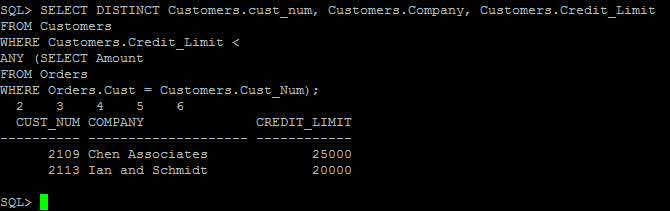 SQL> SELECT DISTINCT Customers.cust_num, Customers.Company, Customers.Credit_Limit
FROM Customers
WHERE Customers.Credit_Limit <
ANY (SELECT Amount
FROM Orders
WHERE Orders.Cust = Customers.Cust_Num);
  2    3    4    5    6
  CUST_NUM COMPANY              CREDIT_LIMIT
---------- -------------------- ------------
      2109 Chen Associates             25000
      2113 Ian and Schmidt             20000
SQL>